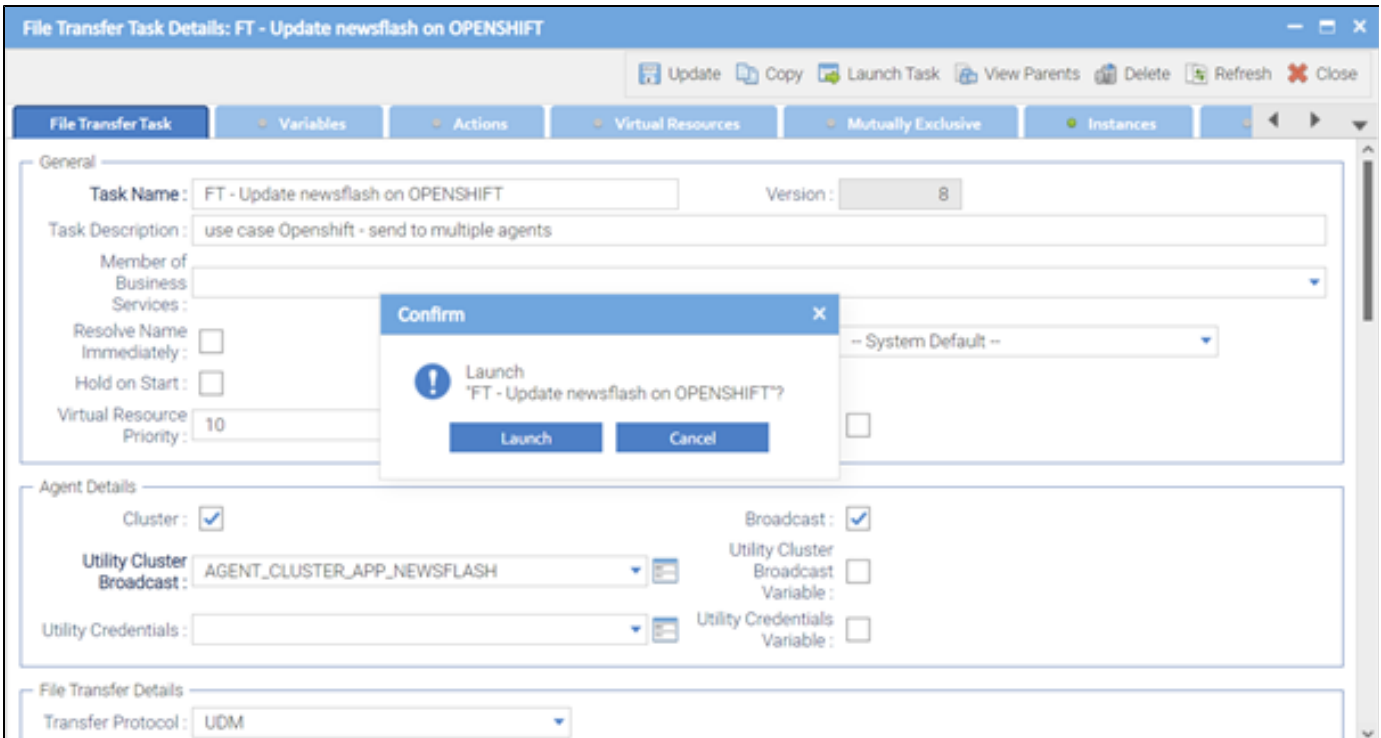 File Transfer Task Details: FT - Update newsflash on OPENSHIFT
Update Copy Launch Task View Parents Delete Refresh Close
File Transfer Task Variables Actions Virtual Resources Mutually Exclusive Instances
General
Task Name : FT - Update newsflash on OPENSHIFT Version : 8
Task Description : use case Openshift - send to multiple agents
Member of
Business
Services :
Resolve Name
Immediately :
-- System Default --
Hold on Start :
Virtual Resource
Priority : 10
Confirm
Launch
"FT - Update newsflash on OPENSHIFT"?
Launch Cancel
Agent Details
Cluster : Broadcast :
Utility Cluster
Broadcast : AGENT_CLUSTER_APP_NEWSFLASH
Utility Cluster
Broadcast
Variable :
Utility Credentials :
Utility Credentials
Variable :
File Transfer Details
Transfer Protocol : UDM